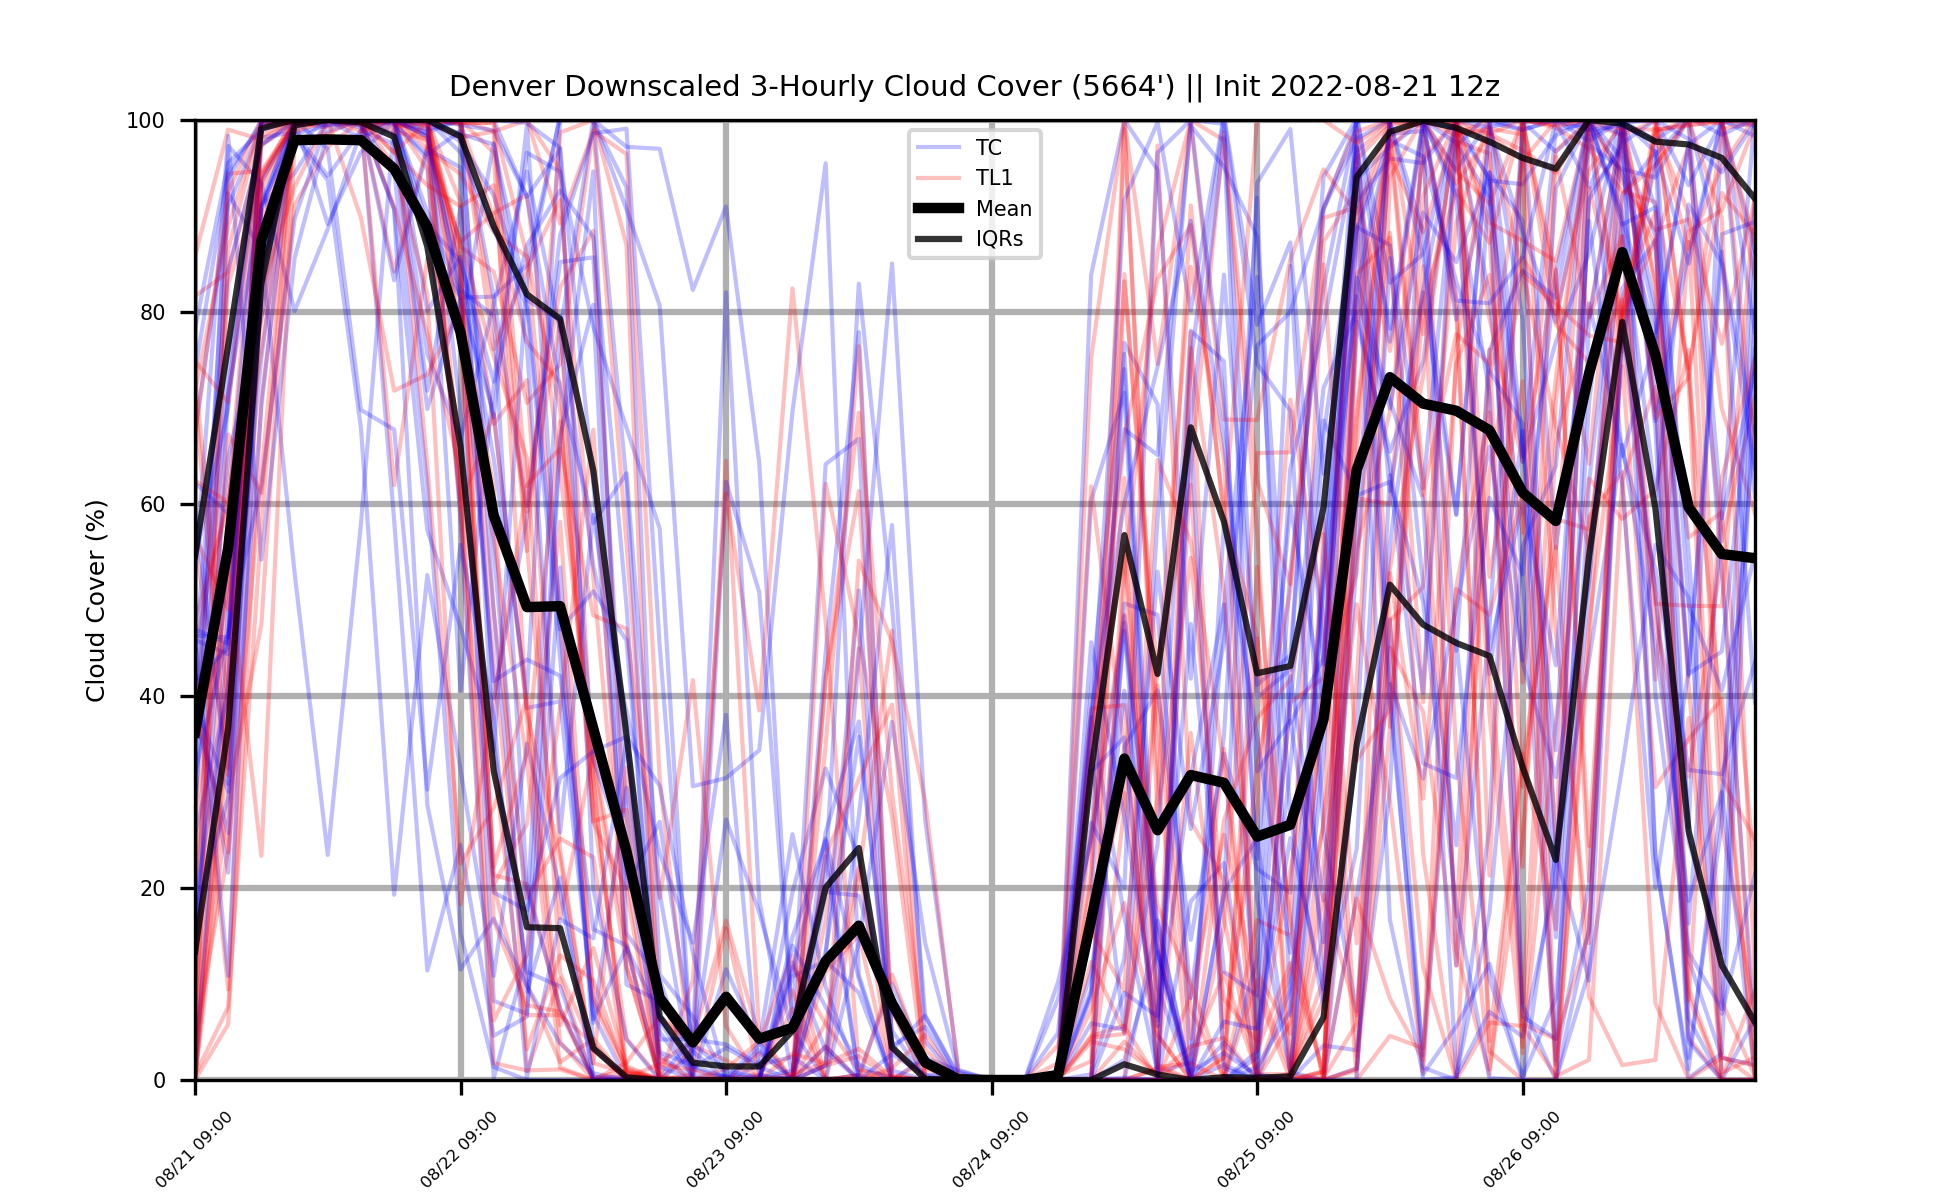 Denver Downscaled 3-Hourly Cloud Cover (5664') || Init 2022-08-21 12z
TC
TL1
Mean
IQRs
Cloud Cover (%)
100
80
60
40
20
0
08/21 09:00
08/22 09:00
08/23 09:00
08/24 09:00
08/25 09:00
08/26 09:00